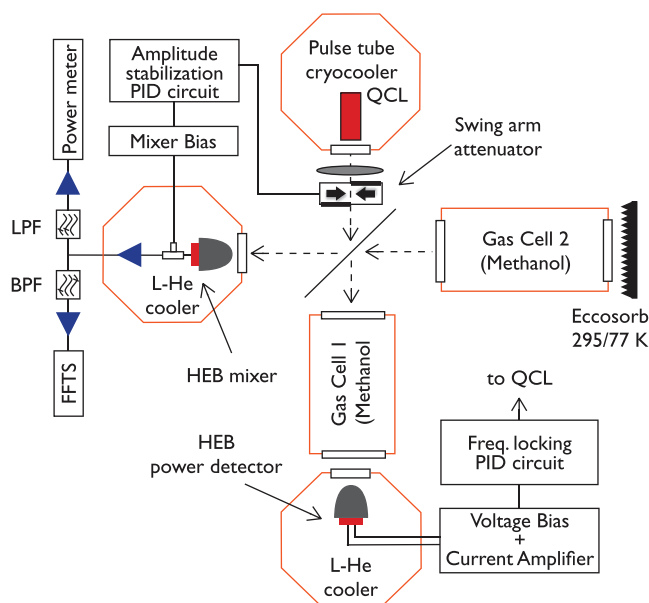 Amplitude
stabilization
PID circuit
Pulse tube
cryocooler
QCL
Power meter
Mixer Bias
Swing arm
attenuator
LPF
BPF
L-He
cooler
Gas Cell 2
(Methanol)
Eccosorb
295/77 K
FFTS
HEB mixer
Gas Cell 1
(Methanol)
to QCL
HEB
power detector
Freq. locking
PID circuit
L-He
cooler
Voltage Bias
+
Current Amplifier